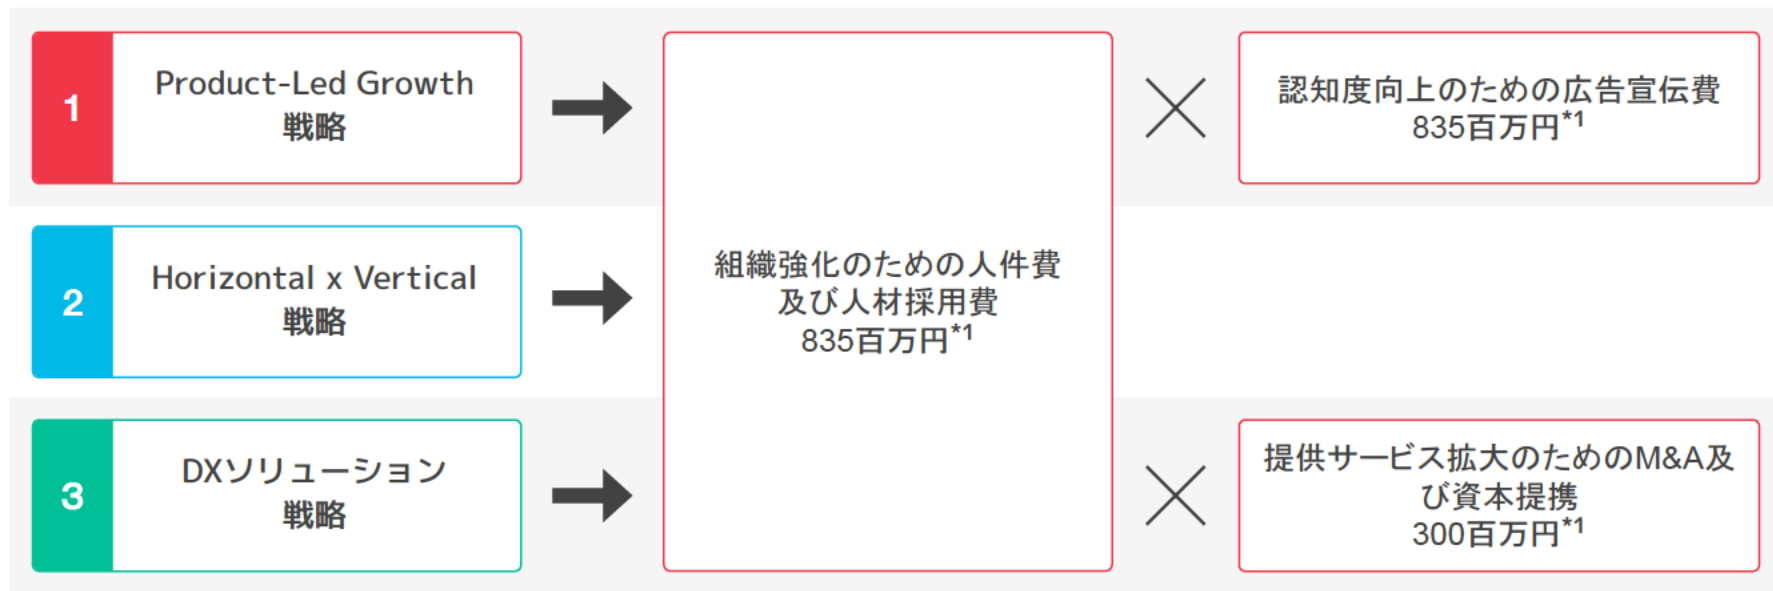 1
Product-Led Growth
戦略
認知度向上のための広告宣伝費
835百万円*1
2
Horizontal x Vertical
戦略
組織強化のための人件費
及び人材採用費
835百万円*1
3
DXソリューション
戦略
提供サービス拡大のためのM&A及
び資本提携
300百万円*1